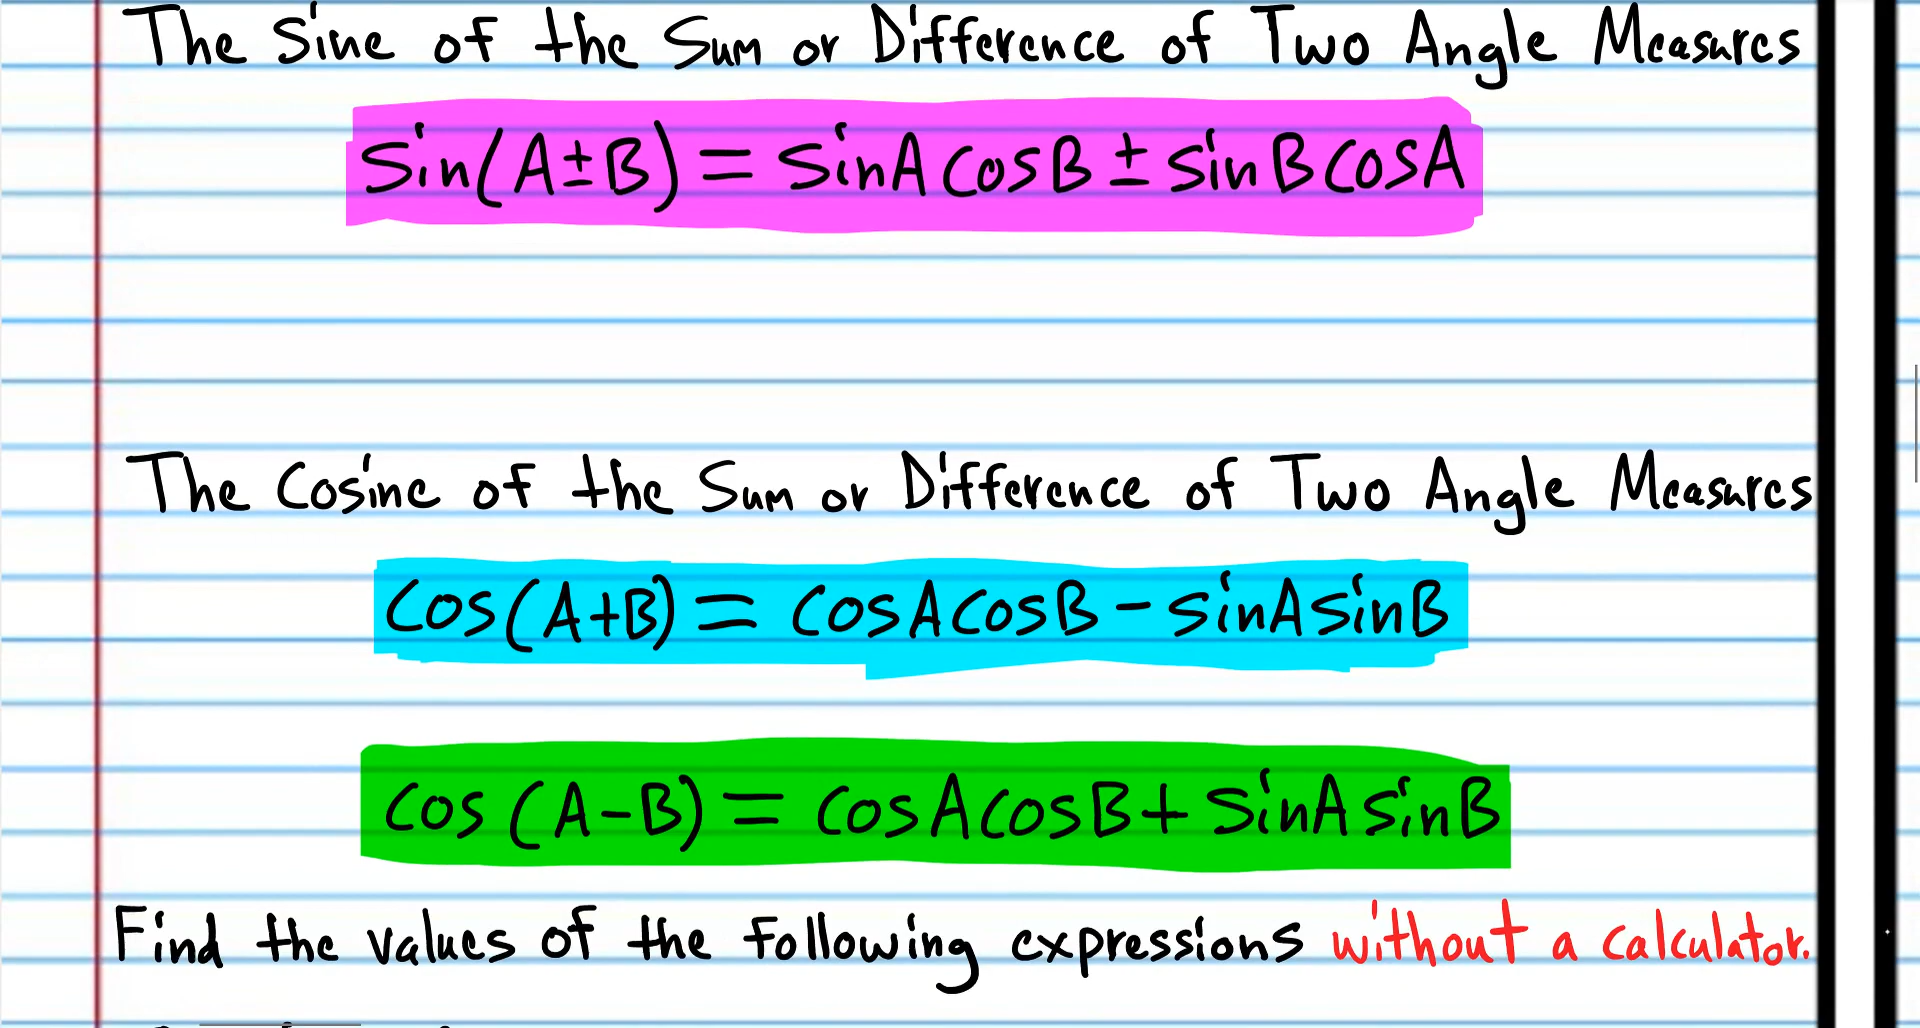 The Sine of the Sum or Difference of Two Angle Measures
Sin(A±B) = SinA CosB ± SinB CosA
The Cosine of the Sum or Difference of Two Angle Measures
Cos(A+B) = CosA CosB - SinA SinB
Cos(A-B) = CosA CosB + SinA SinB
Find the values of the following expressions without a calculator.